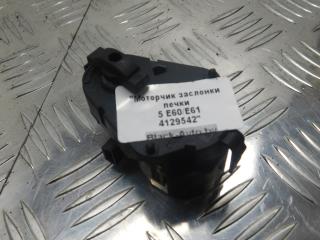 "Моторчик заслонки
печки
5 E60/E61
4129542"
Black-Auto.by